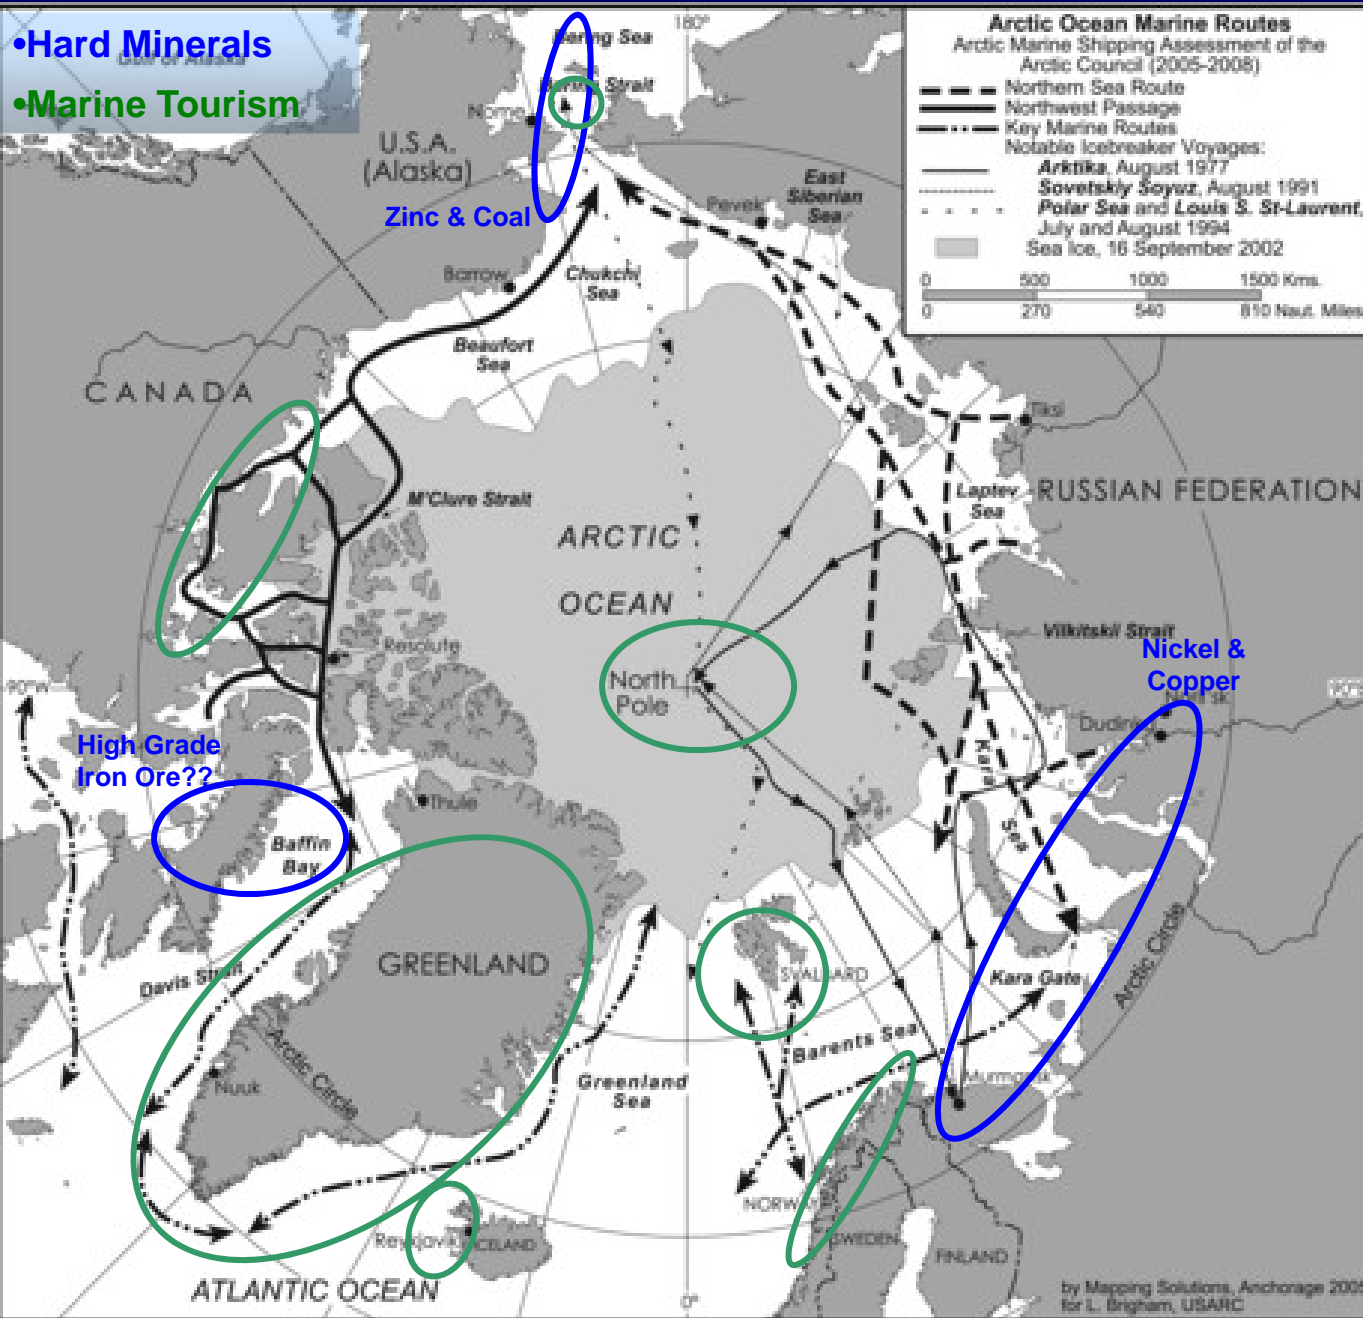 •Hard Minerals
Gulf of Alaska
•Marine Tourism
180°
Bering Sea
Bering Strait
Nome
U.S.A.
(Alaska)
Zinc & Coal
Arctic Ocean Marine Routes
Arctic Marine Shipping Assessment of the
Arctic Council (2005-2008)
Northern Sea Route
Northwest Passage
Key Marine Routes
Notable Icebreaker Voyages:
Arktika, August 1977
Sovetskiy Soyuz, August 1991
Polar Sea and Louis S. St-Laurent,
July and August 1994
Sea Ice, 16 September 2002
0 500 1000 1500 Kms.
0 270 540 810 Naut. Miles
East
Siberian
Sea
Pevek
Barrow
Chukchi
Sea
Beaufort
Sea
CANADA
Tiksi
M'Clure Strait
Laptev
Sea
RUSSIAN FEDERATION
ARCTIC
OCEAN
Vilkitskii Strait
Resolute
North
Pole
Nickel &
Copper
90°W
Noril'sk
Dudinka
High Grade
Iron Ore??
Kara
Sea
Thule
Baffin
Bay
GREENLAND
Davis Strait
SVALBARD
Kara Gate
Arctic Circle
Barents Sea
Arctic Circle
Nuuk
Greenland
Sea
Murmansk
NORWAY
SWEDEN
FINLAND
Reykjavik
ICELAND
ATLANTIC OCEAN
0°
by Mapping Solutions, Anchorage 2005
for L. Brigham, USARC